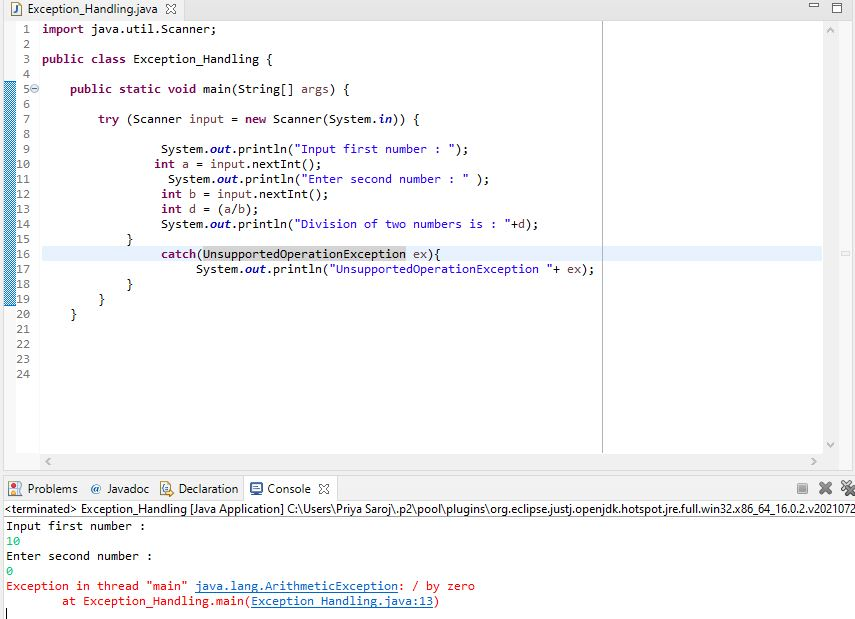 Exception_Handling.java
1 import java.util.Scanner;
2
3 public class Exception_Handling {
4
5 public static void main(String[] args) {
6
7 try (Scanner input = new Scanner(System.in)) {
8
9 System.out.println("Input first number : ");
10 int a = input.nextInt();
11 System.out.println("Enter second number : " );
12 int b = input.nextInt();
13 int d = (a/b);
14 System.out.println("Division of two numbers is : "+d);
15 }
16 catch(UnsupportedOperationException ex){
17 System.out.println("UnsupportedOperationException "+ ex);
18 }
19 }
20 }
21
22
23
24
Problems @ Javadoc Declaration Console
<terminated> Exception_Handling [Java Application] C:\Users\Priya Saroj\.p2\pool\plugins\org.eclipse.justj.openjdk.hotspot.jre.full.win32.x86_64_16.0.2.v2021072
Input first number :
10
Enter second number :
0
Exception in thread "main" java.lang.ArithmeticException: / by zero
at Exception_Handling.main(Exception_Handling.java:13)